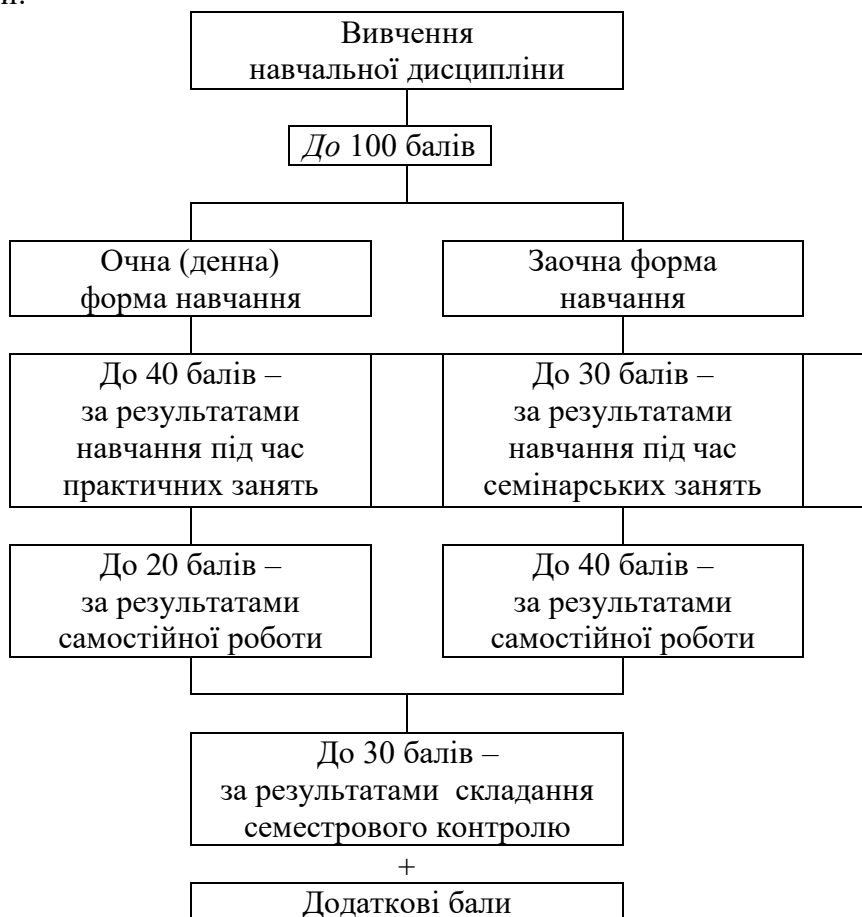 и.
Вивчення
навчальної дисципліни
До 100 балів
Очна (денна)
форма навчання
Заочна форма
навчання
До 40 балів –
за результатами
навчання під час
практичних занять
До 30 балів –
за результатами
навчання під час
семінарських занять
До 20 балів –
за результатами
самостійної роботи
До 40 балів –
за результатами
самостійної роботи
До 30 балів –
за результатами складання
семестрового контролю
+
Додаткові бали